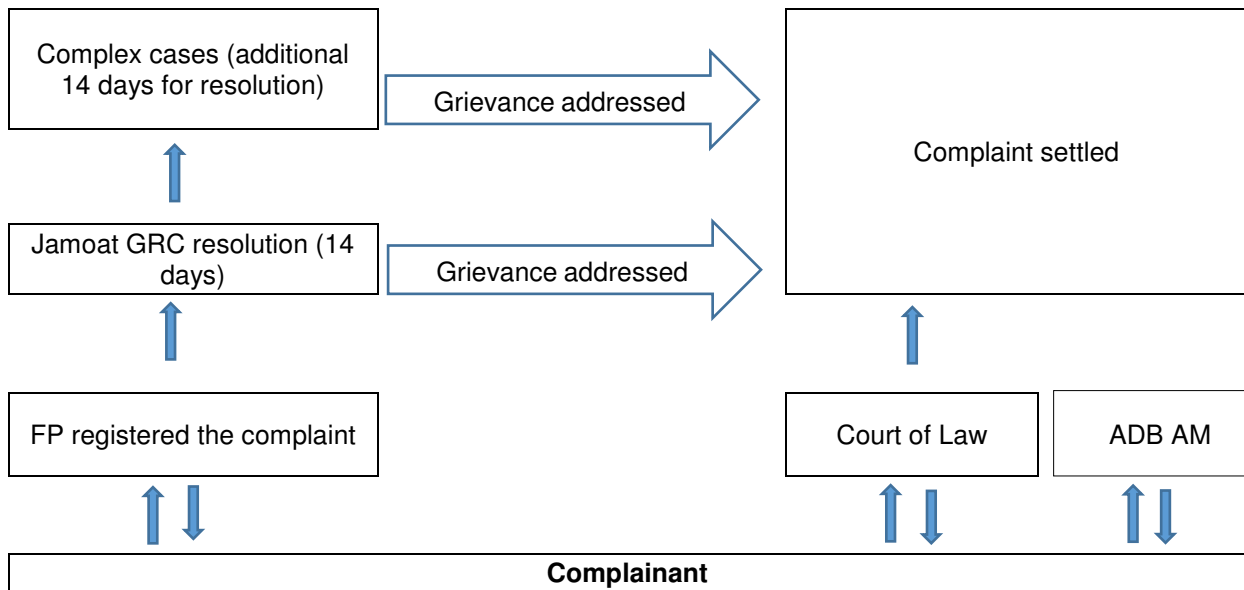 Complex cases (additional
14 days for resolution)
Grievance addressed
Complaint settled
Jamoat GRC resolution (14
days)
Grievance addressed
FP registered the complaint
Court of Law
ADB AM
Complainant